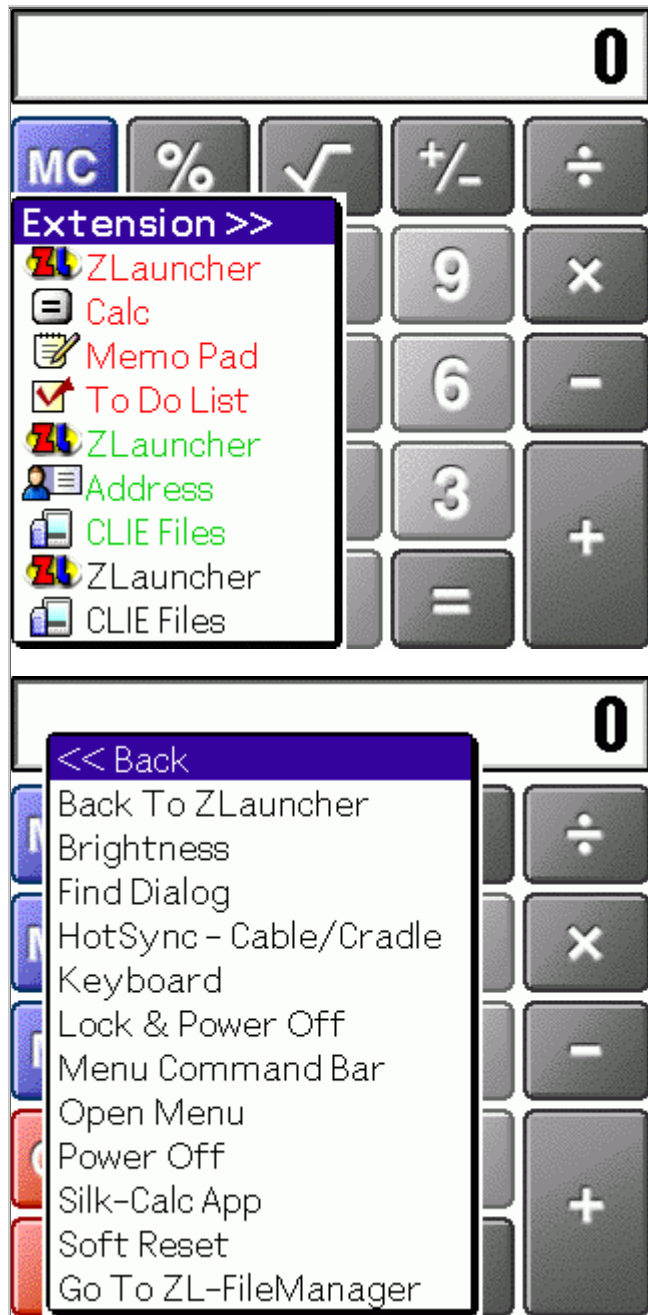 0
MC % √ +/- ÷
Extension >>
ZLauncher
Calc
Memo Pad
To Do List
ZLauncher
Address
CLIE Files
ZLauncher
CLIE Files
9 ×
6 -
3 +
=
0
<< Back
Back To ZLauncher
Brightness
Find Dialog
HotSync - Cable/Cradle
Keyboard
Lock & Power Off
Menu Command Bar
Open Menu
Power Off
Silk-Calc App
Soft Reset
Go To ZL-FileManager
÷
×
-
+